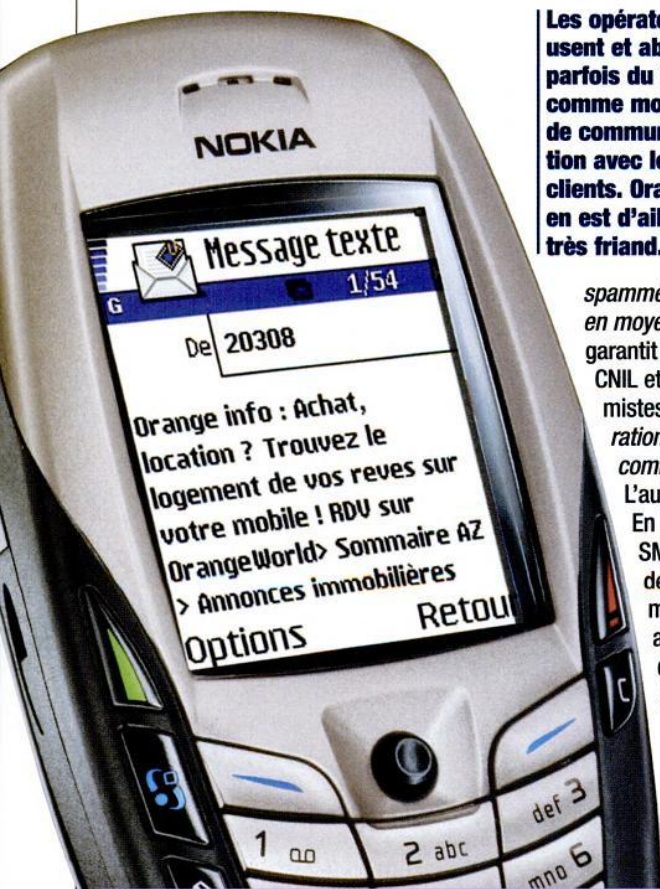 NOKIA
Message texte
G
1/54
De 20308
Orange info : Achat,
location ? Trouvez le
logement de vos reves sur
votre mobile ! RDV sur
OrangeWorld> Sommaire AZ
> Annonces immobilières
Options
Retou
1
2 abc
def 3
mno 6
C
Les opérate
usent et ab
parfois du
comme mo
de commun
tion avec le
clients. Ora
en est d'ail
très friand.
spamme
en moye
garantit
CNIL et
mistes
ration
comm
L'au
En
SM
de
m
a